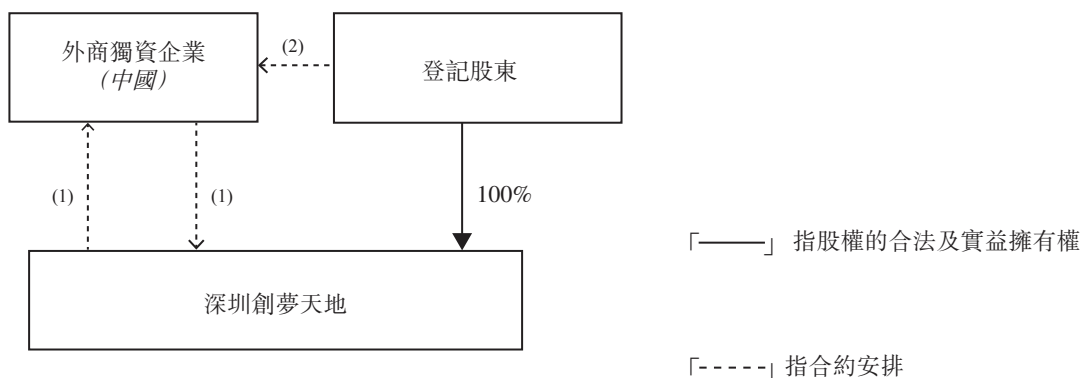 外商獨資企業
(中國)
(2)
登記股東
(1)
(1)
100%
深圳創夢天地
「———」 指股權的合法及實益擁有權
「-----」指合約安排